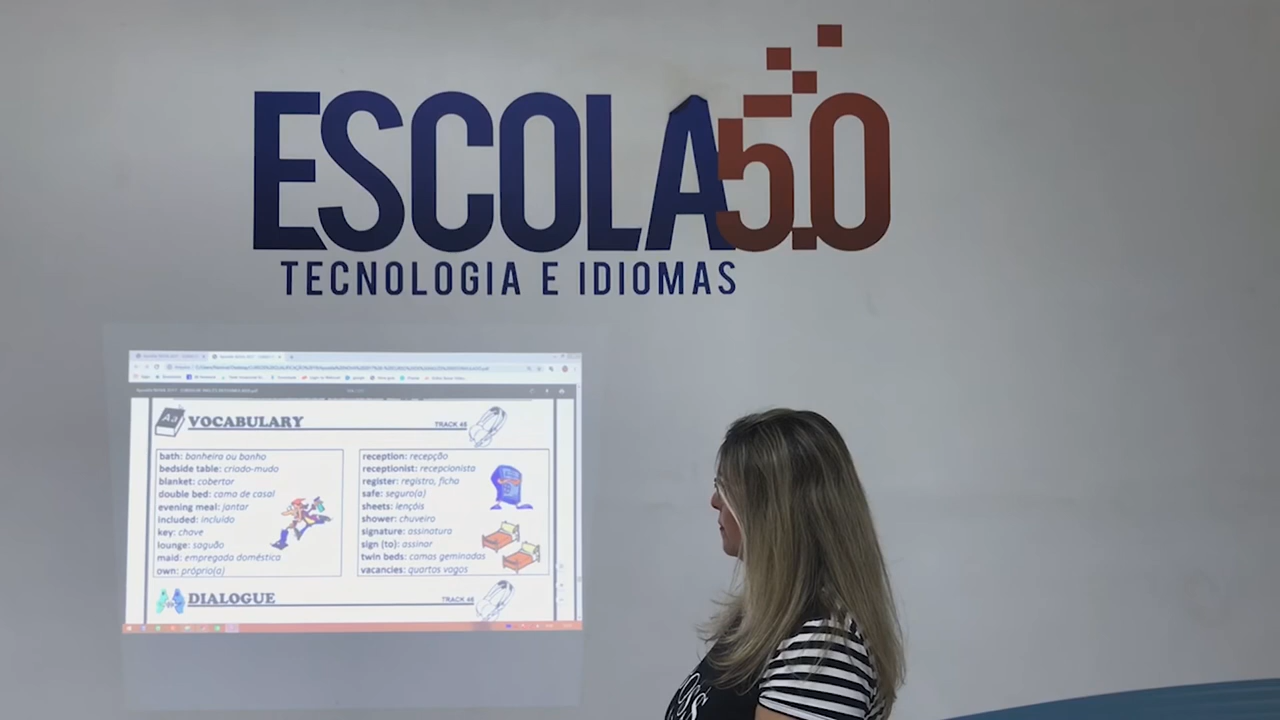 ESCOLA 5.0
TECNOLOGIA E IDIOMAS
VOCABULARY
TRACK 45
bath: banheira ou banho
bedside table: criado-mudo
blanket: cobertor
double bed: cama de casal
evening meal: jantar
included: incluído
key: chave
lounge: saguão
maid: empregada doméstica
own: próprio(a)
reception: recepção
receptionist: recepcionista
register: registro, ficha
safe: seguro(a)
sheets: lençóis
shower: chuveiro
signature: assinatura
sign (to): assinar
twin beds: camas geminadas
vacancies: quartos vagos
DIALOGUE
TRACK 46